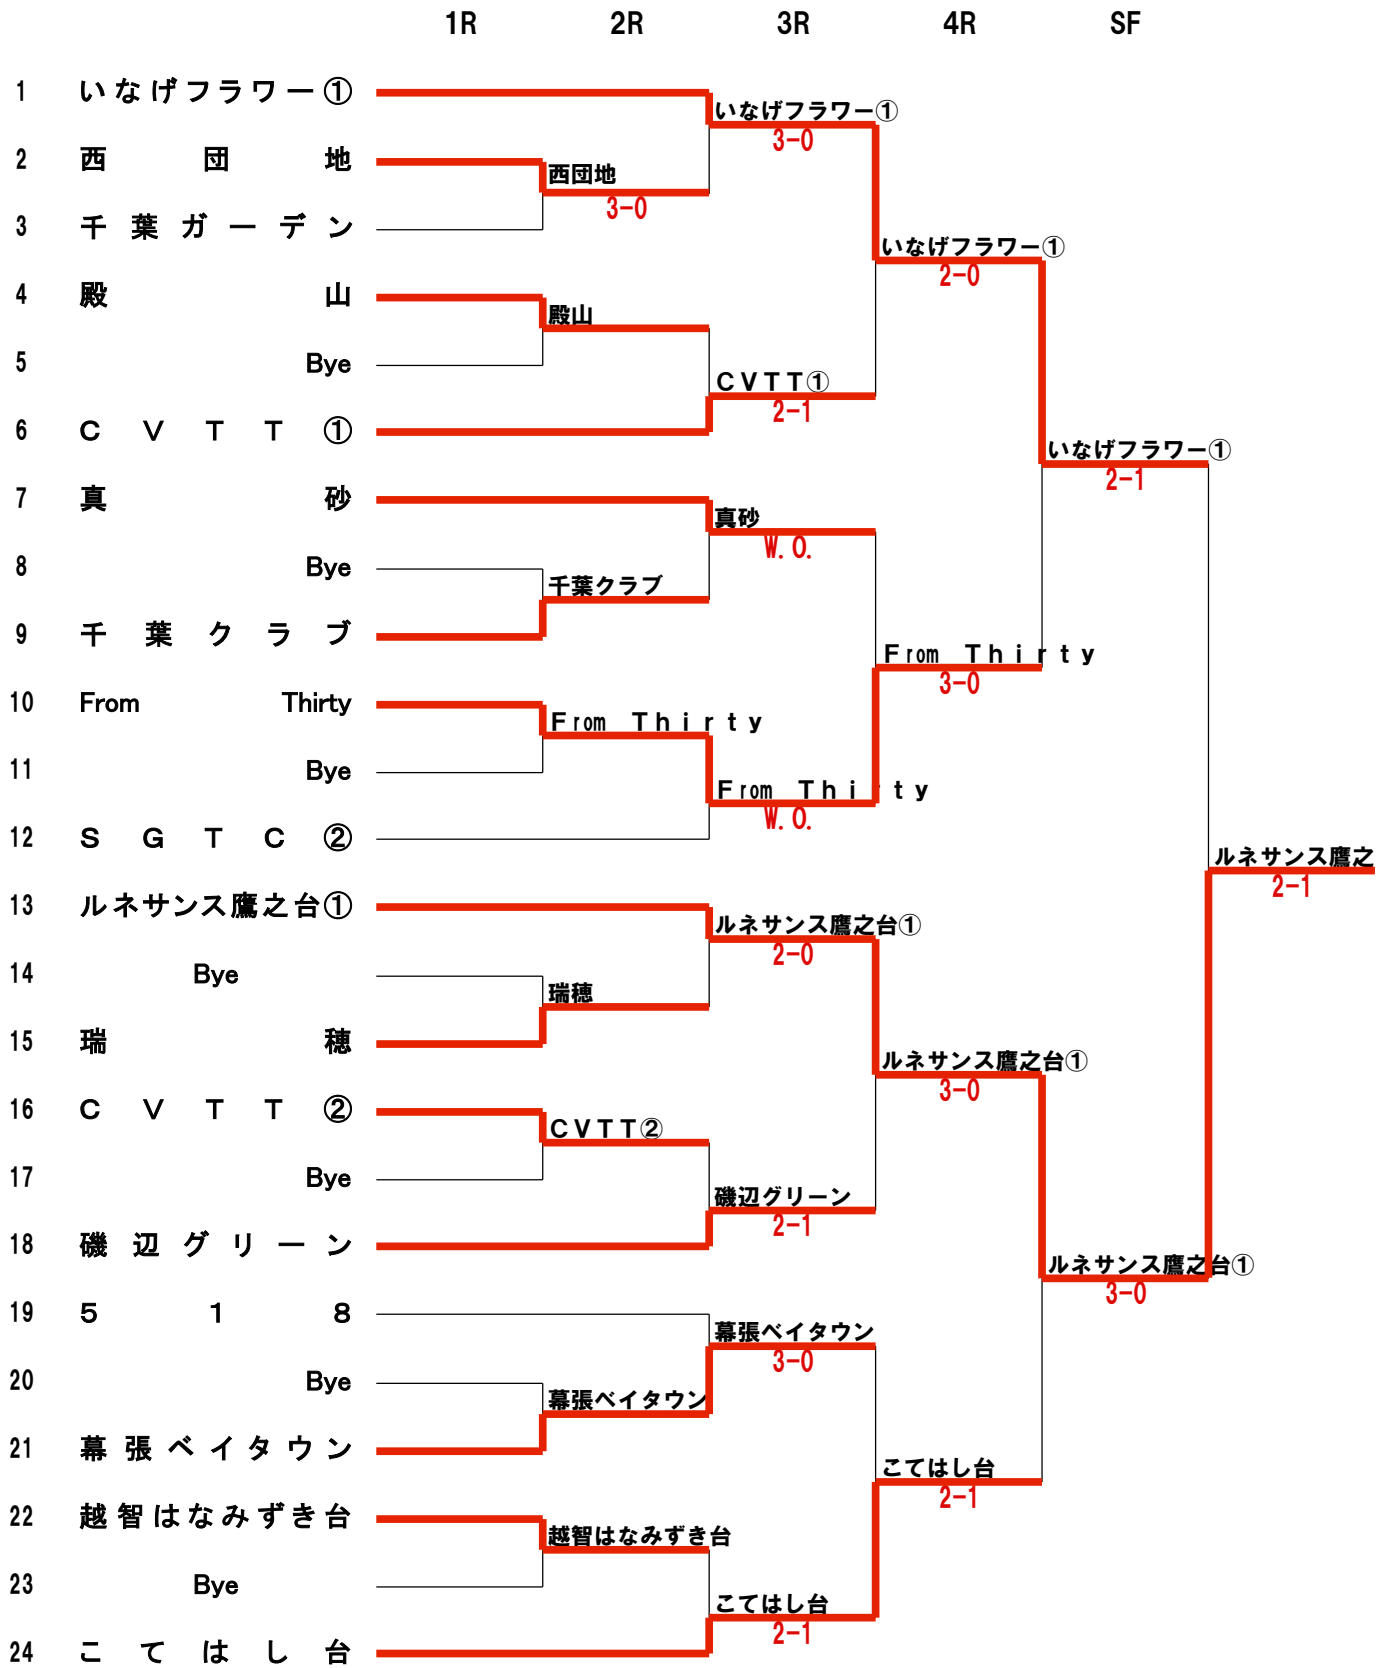 1R 2R 3R 4R SF
1 いなげフラワー①
いなげフラワー①
3-0
2 西団地
西団地
3-0
3 千葉ガーデン
いなげフラワー①
2-0
4 殿山
殿山
5 Bye
CVTT①
2-1
6 CVTT①
いなげフラワー①
2-1
7 真砂
真砂
W.O.
8 Bye
千葉クラブ
9 千葉クラブ
From Thirty
3-0
10 From Thirty
From Thirty
11 Bye
From Thirty
W.O.
12 SGTC②
ルネサンス鷹之
2-1
13 ルネサンス鷹之台①
ルネサンス鷹之台①
2-0
14 Bye
瑞穂
15 瑞穂
ルネサンス鷹之台①
3-0
16 CVTT②
CVTT②
17 Bye
磯辺グリーン
2-1
18 磯辺グリーン
ルネサンス鷹之台①
3-0
19 518
幕張ベイタウン
3-0
20 Bye
幕張ベイタウン
21 幕張ベイタウン
こてはし台
2-1
22 越智はなみずき台
越智はなみずき台
23 Bye
こてはし台
2-1
24 こてはし台